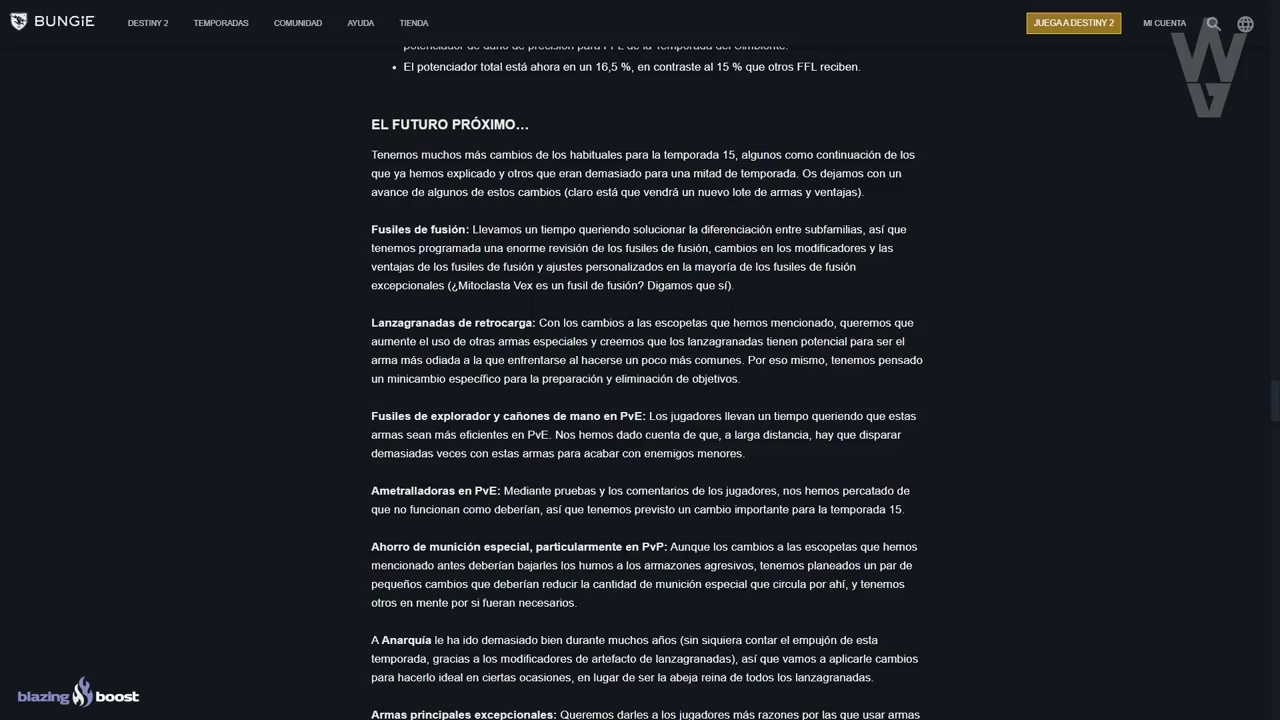 BUNGiE
DESTINY 2
TEMPORADAS
COMUNIDAD
AYUDA
TIENDA
JUEGA A DESTINY 2
MI CUENTA
potenciador de daño de precisión para FFL de la Temporada del Simbionte.
• El potenciador total está ahora en un 16,5 %, en contraste al 15 % que otros FFL reciben.
EL FUTURO PRÓXIMO…
Tenemos muchos más cambios de los habituales para la temporada 15, algunos como continuación de los
que ya hemos explicado y otros que eran demasiado para una mitad de temporada. Os dejamos con un
avance de algunos de estos cambios (claro está que vendrá un nuevo lote de armas y ventajas).
Fusiles de fusión: Llevamos un tiempo queriendo solucionar la diferenciación entre subfamilias, así que
tenemos programada una enorme revisión de los fusiles de fusión, cambios en los modificadores y las
ventajas de los fusiles de fusión y ajustes personalizados en la mayoría de los fusiles de fusión
excepcionales (¿Mitoclasta Vex es un fusil de fusión? Digamos que sí).
Lanzagranadas de retrocarga: Con los cambios a las escopetas que hemos mencionado, queremos que
aumente el uso de otras armas especiales y creemos que los lanzagranadas tienen potencial para ser el
arma más odiada a la que enfrentarse al hacerse un poco más comunes. Por eso mismo, tenemos pensado
un minicambio específico para la preparación y eliminación de objetivos.
Fusiles de explorador y cañones de mano en PvE: Los jugadores llevan un tiempo queriendo que estas
armas sean más eficientes en PvE. Nos hemos dado cuenta de que, a larga distancia, hay que disparar
demasiadas veces con estas armas para acabar con enemigos menores.
Ametralladoras en PvE: Mediante pruebas y los comentarios de los jugadores, nos hemos percatado de
que no funcionan como deberían, así que tenemos previsto un cambio importante para la temporada 15.
Ahorro de munición especial, particularmente en PvP: Aunque los cambios a las escopetas que hemos
mencionado antes deberían bajarles los humos a los armazones agresivos, tenemos planeados un par de
pequeños cambios que deberían reducir la cantidad de munición especial que circula por ahí, y tenemos
otros en mente por si fueran necesarios.
A Anarquía le ha ido demasiado bien durante muchos años (sin siquiera contar el empujón de esta
temporada, gracias a los modificadores de artefacto de lanzagranadas), así que vamos a aplicarle cambios
para hacerlo ideal en ciertas ocasiones, en lugar de ser la abeja reina de todos los lanzagranadas.
Armas principales excepcionales: Queremos darles a los jugadores más razones por las que usar armas
blazing boost